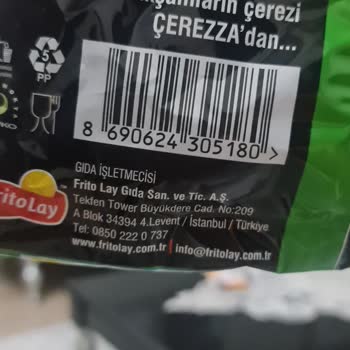 çerezi
ÇEREZZA'dan...
5
PP
8 690624 305180 >
GIDA İŞLETMECİSİ
Frito Lay Gıda San. ve Tic. A.Ş.
Tekfen Tower Büyükdere Cad. No:209
A Blok 34394 4.Levent / İstanbul / Türkiye
Tel: 0850 222 0 737
www.fritolay.com.tr | info@fritolay.com.tr
FritoLay